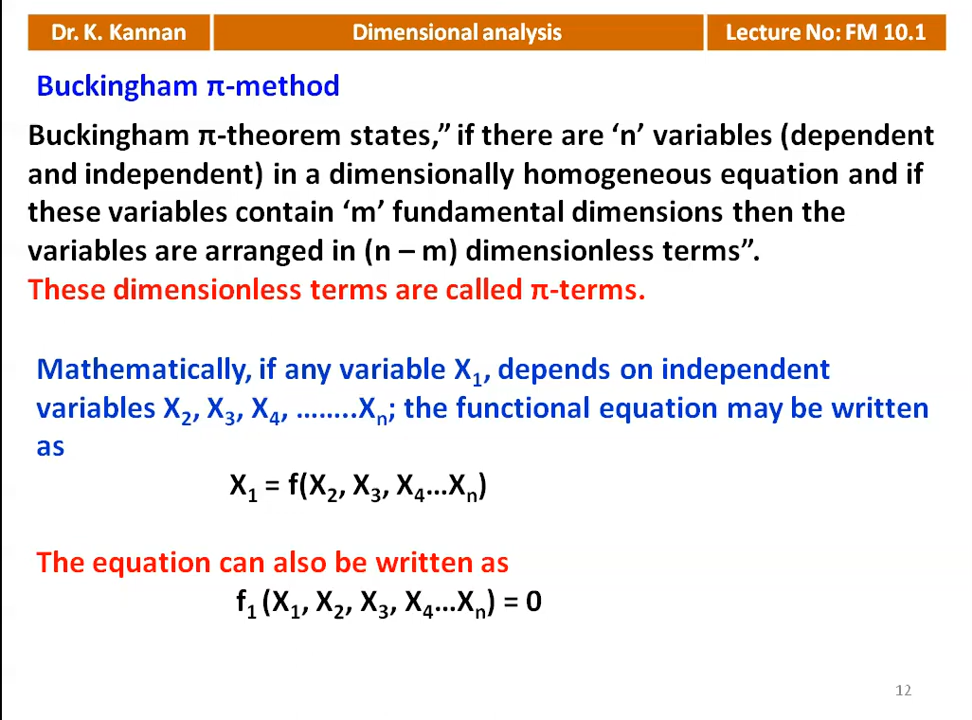 Dr. K. Kannan Dimensional analysis Lecture No: FM 10.1
Buckingham π-method
Buckingham π-theorem states,” if there are ‘n’ variables (dependent
and independent) in a dimensionally homogeneous equation and if
these variables contain ‘m’ fundamental dimensions then the
variables are arranged in (n – m) dimensionless terms”.
These dimensionless terms are called π-terms.
Mathematically, if any variable X₁, depends on independent
variables X₂, X₃, X₄, ……..Xₙ; the functional equation may be written
as
X₁ = f(X₂, X₃, X₄…Xₙ)
The equation can also be written as
f₁ (X₁, X₂, X₃, X₄…Xₙ) = 0
12